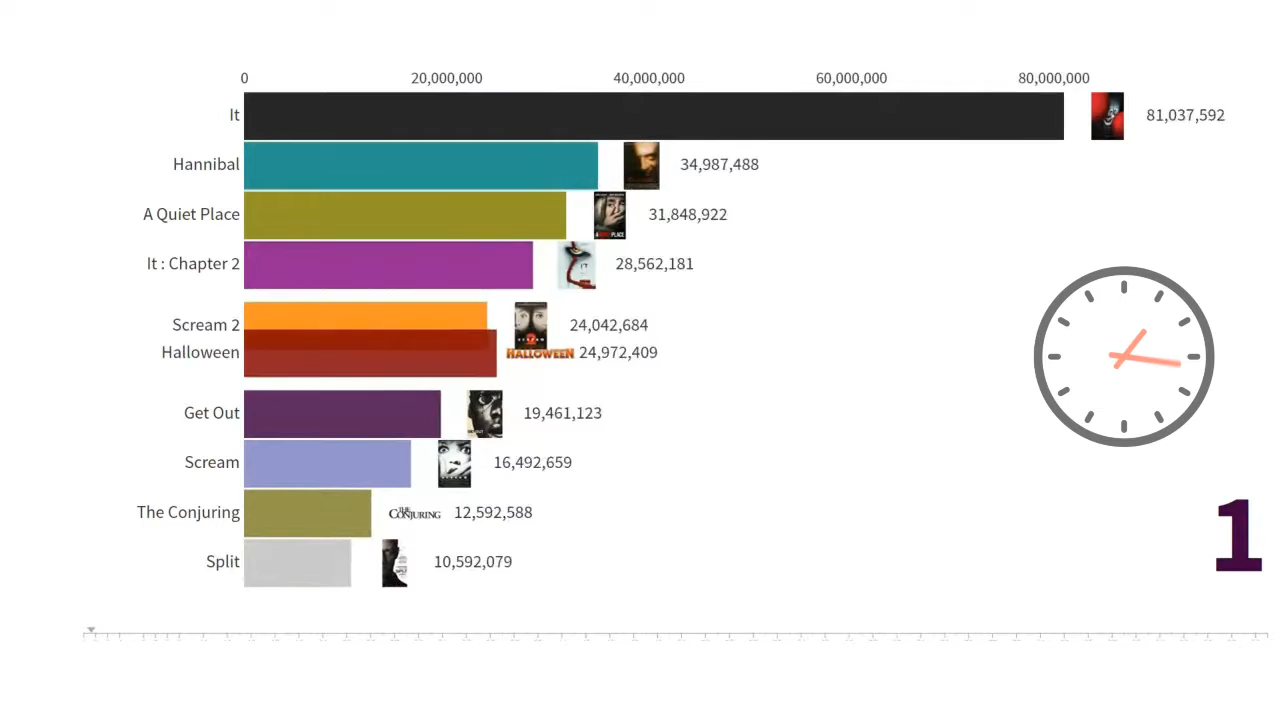 0 20,000,000 40,000,000 60,000,000 80,000,000
It 81,037,592
Hannibal 34,987,488
A Quiet Place 31,848,922
It : Chapter 2 28,562,181
Scream 2 24,042,684
Halloween HALLOWEEN 24,972,409
Get Out 19,461,123
Scream 16,492,659
The Conjuring THE CONJURING 12,592,588
Split 10,592,079
1